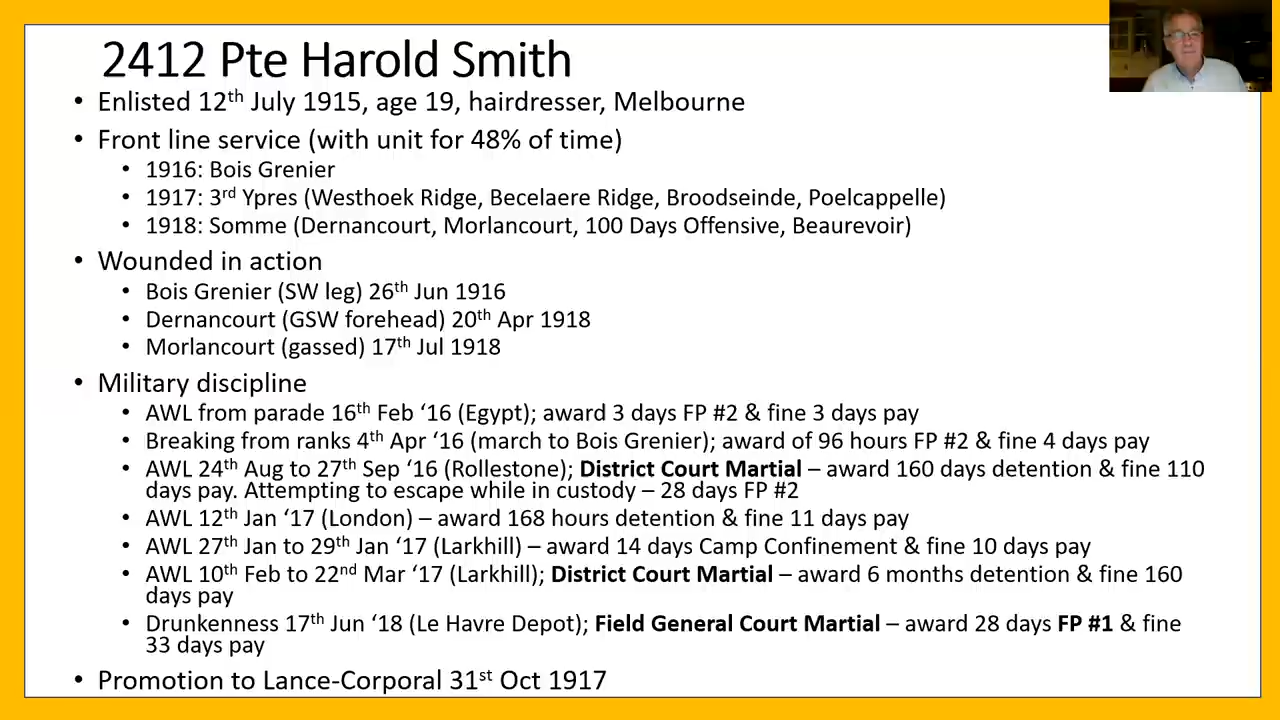 2412 Pte Harold Smith
• Enlisted 12th July 1915, age 19, hairdresser, Melbourne
• Front line service (with unit for 48% of time)
• 1916: Bois Grenier
• 1917: 3rd Ypres (Westhoek Ridge, Becelaere Ridge, Broodseinde, Poelcappelle)
• 1918: Somme (Dernancourt, Morlancourt, 100 Days Offensive, Beaurevoir)
• Wounded in action
• Bois Grenier (SW leg) 26th Jun 1916
• Dernancourt (GSW forehead) 20th Apr 1918
• Morlancourt (gassed) 17th Jul 1918
• Military discipline
• AWL from parade 16th Feb ‘16 (Egypt); award 3 days FP #2 & fine 3 days pay
• Breaking from ranks 4th Apr ‘16 (march to Bois Grenier); award of 96 hours FP #2 & fine 4 days pay
• AWL 24th Aug to 27th Sep ‘16 (Rollestone); District Court Martial – award 160 days detention & fine 110
days pay. Attempting to escape while in custody – 28 days FP #2
• AWL 12th Jan ‘17 (London) – award 168 hours detention & fine 11 days pay
• AWL 27th Jan to 29th Jan ‘17 (Larkhill) – award 14 days Camp Confinement & fine 10 days pay
• AWL 10th Feb to 22nd Mar ‘17 (Larkhill); District Court Martial – award 6 months detention & fine 160
days pay
• Drunkenness 17th Jun ‘18 (Le Havre Depot); Field General Court Martial – award 28 days FP #1 & fine
33 days pay
• Promotion to Lance-Corporal 31st Oct 1917